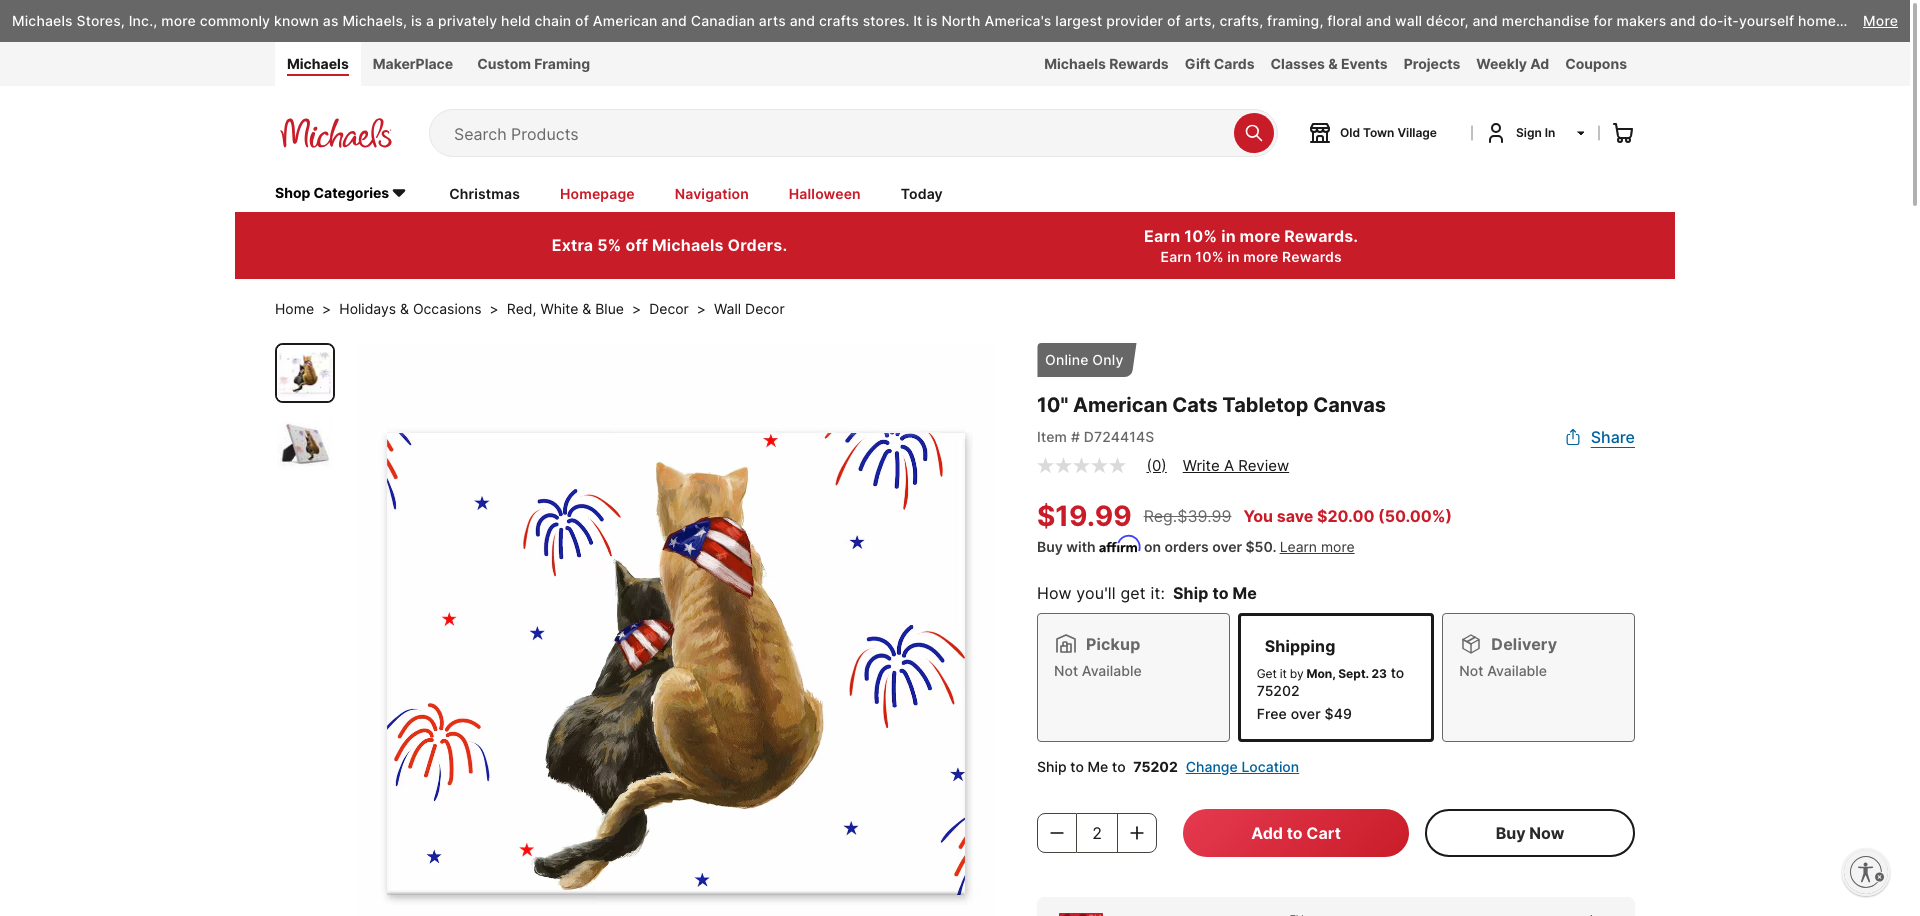 Michaels Stores, Inc., more commonly known as Michaels, is a privately held chain of American and Canadian arts and crafts stores. It is North America's largest provider of arts, crafts, framing, floral and wall décor, and merchandise for makers and do-it-yourself home... More
Michaels MakerPlace Custom Framing Michaels Rewards Gift Cards Classes & Events Projects Weekly Ad Coupons
Michaels Search Products Old Town Village Sign In
Shop Categories Christmas Homepage Navigation Halloween Today
Extra 5% off Michaels Orders.
Earn 10% in more Rewards.
Earn 10% in more Rewards
Home > Holidays & Occasions > Red, White & Blue > Decor > Wall Decor
Online Only
10" American Cats Tabletop Canvas
Item # D724414S
Share
(0) Write A Review
$19.99 Reg.$39.99 You save $20.00 (50.00%)
Buy with affirm on orders over $50. Learn more
How you'll get it: Ship to Me
Pickup
Not Available
Shipping
Get it by Mon, Sept. 23 to
75202
Free over $49
Delivery
Not Available
Ship to Me to 75202 Change Location
2 Add to Cart Buy Now